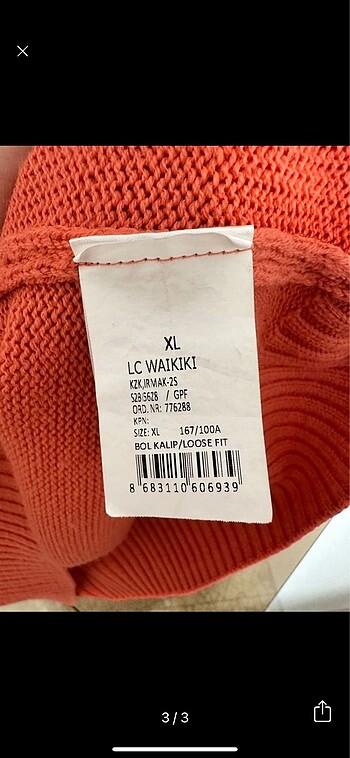 XL
LC WAIKIKI
KZK,IRMAK-2S
S2BI66Z8 / GPF
ORD. NR: 776288
KPN:
SIZE: XL 167/100A
BOL KALIP/LOOSE FIT
8 683110 606939
3 / 3